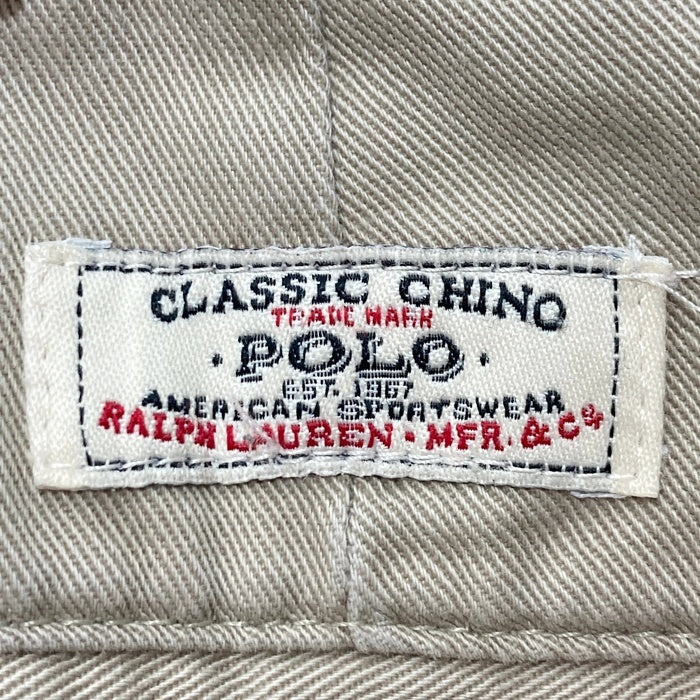 CLASSIC CHINO
TRADE MARK
· POLO ·
EST. 1967
AMERICAN SPORTSWEAR
RALPH LAUREN · MFR. & Co